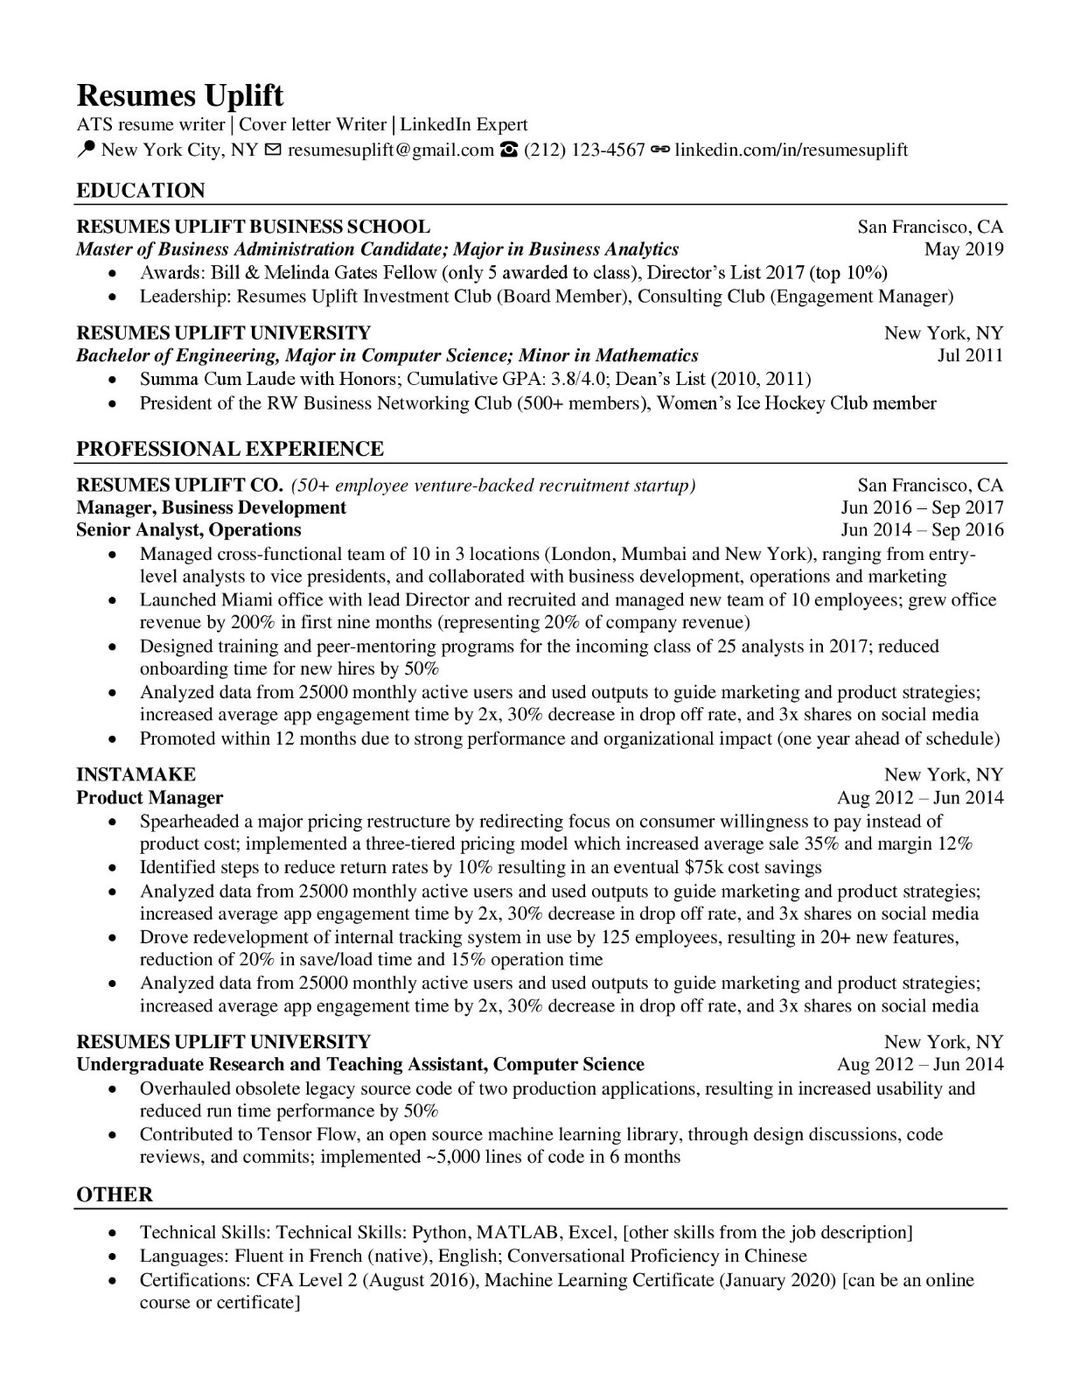 Resumes Uplift
ATS resume writer | Cover letter Writer | LinkedIn Expert
New York City, NY resumesuplift@gmail.com (212) 123-4567 linkedin.com/in/resumesuplift
EDUCATION
RESUMES UPLIFT BUSINESS SCHOOL San Francisco, CA
Master of Business Administration Candidate; Major in Business Analytics May 2019
• Awards: Bill & Melinda Gates Fellow (only 5 awarded to class), Director's List 2017 (top 10%)
• Leadership: Resumes Uplift Investment Club (Board Member), Consulting Club (Engagement Manager)
RESUMES UPLIFT UNIVERSITY New York, NY
Bachelor of Engineering, Major in Computer Science; Minor in Mathematics Jul 2011
• Summa Cum Laude with Honors; Cumulative GPA: 3.8/4.0; Dean's List (2010, 2011)
• President of the RW Business Networking Club (500+ members), Women's Ice Hockey Club member
PROFESSIONAL EXPERIENCE
RESUMES UPLIFT CO. (50+ employee venture-backed recruitment startup) San Francisco, CA
Manager, Business Development Jun 2016 – Sep 2017
Senior Analyst, Operations Jun 2014 – Sep 2016
• Managed cross-functional team of 10 in 3 locations (London, Mumbai and New York), ranging from entry-
level analysts to vice presidents, and collaborated with business development, operations and marketing
• Launched Miami office with lead Director and recruited and managed new team of 10 employees; grew office
revenue by 200% in first nine months (representing 20% of company revenue)
• Designed training and peer-mentoring programs for the incoming class of 25 analysts in 2017; reduced
onboarding time for new hires by 50%
• Analyzed data from 25000 monthly active users and used outputs to guide marketing and product strategies;
increased average app engagement time by 2x, 30% decrease in drop off rate, and 3x shares on social media
• Promoted within 12 months due to strong performance and organizational impact (one year ahead of schedule)
INSTAMAKE New York, NY
Product Manager Aug 2012 – Jun 2014
• Spearheaded a major pricing restructure by redirecting focus on consumer willingness to pay instead of
product cost; implemented a three-tiered pricing model which increased average sale 35% and margin 12%
• Identified steps to reduce return rates by 10% resulting in an eventual $75k cost savings
• Analyzed data from 25000 monthly active users and used outputs to guide marketing and product strategies;
increased average app engagement time by 2x, 30% decrease in drop off rate, and 3x shares on social media
• Drove redevelopment of internal tracking system in use by 125 employees, resulting in 20+ new features,
reduction of 20% in save/load time and 15% operation time
• Analyzed data from 25000 monthly active users and used outputs to guide marketing and product strategies;
increased average app engagement time by 2x, 30% decrease in drop off rate, and 3x shares on social media
RESUMES UPLIFT UNIVERSITY New York, NY
Undergraduate Research and Teaching Assistant, Computer Science Aug 2012 – Jun 2014
• Overhauled obsolete legacy source code of two production applications, resulting in increased usability and
reduced run time performance by 50%
• Contributed to Tensor Flow, an open source machine learning library, through design discussions, code
reviews, and commits; implemented ~5,000 lines of code in 6 months
OTHER
• Technical Skills: Technical Skills: Python, MATLAB, Excel, [other skills from the job description]
• Languages: Fluent in French (native), English; Conversational Proficiency in Chinese
• Certifications: CFA Level 2 (August 2016), Machine Learning Certificate (January 2020) [can be an online
course or certificate]